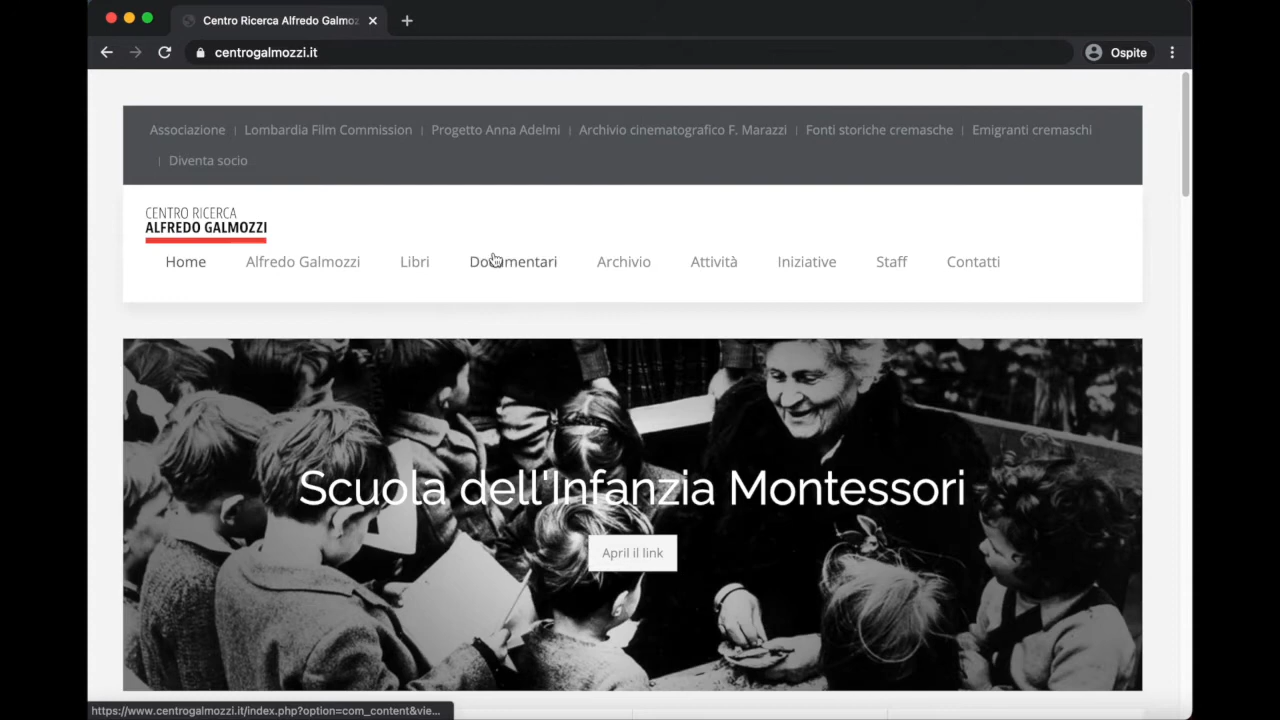 Centro Ricerca Alfredo Galmoz
centrogalmozzi.it
Ospite
Associazione | Lombardia Film Commission | Progetto Anna Adelmi | Archivio cinematografico F. Marazzi | Fonti storiche cremasche | Emigranti cremaschi
| Diventa socio
CENTRO RICERCA
ALFREDO GALMOZZI
Home Alfredo Galmozzi Libri Documentari Archivio Attività Iniziative Staff Contatti
Scuola dell'Infanzia Montessori
April il link
https://www.centrogalmozzi.it/index.php?option=com_content&vie...